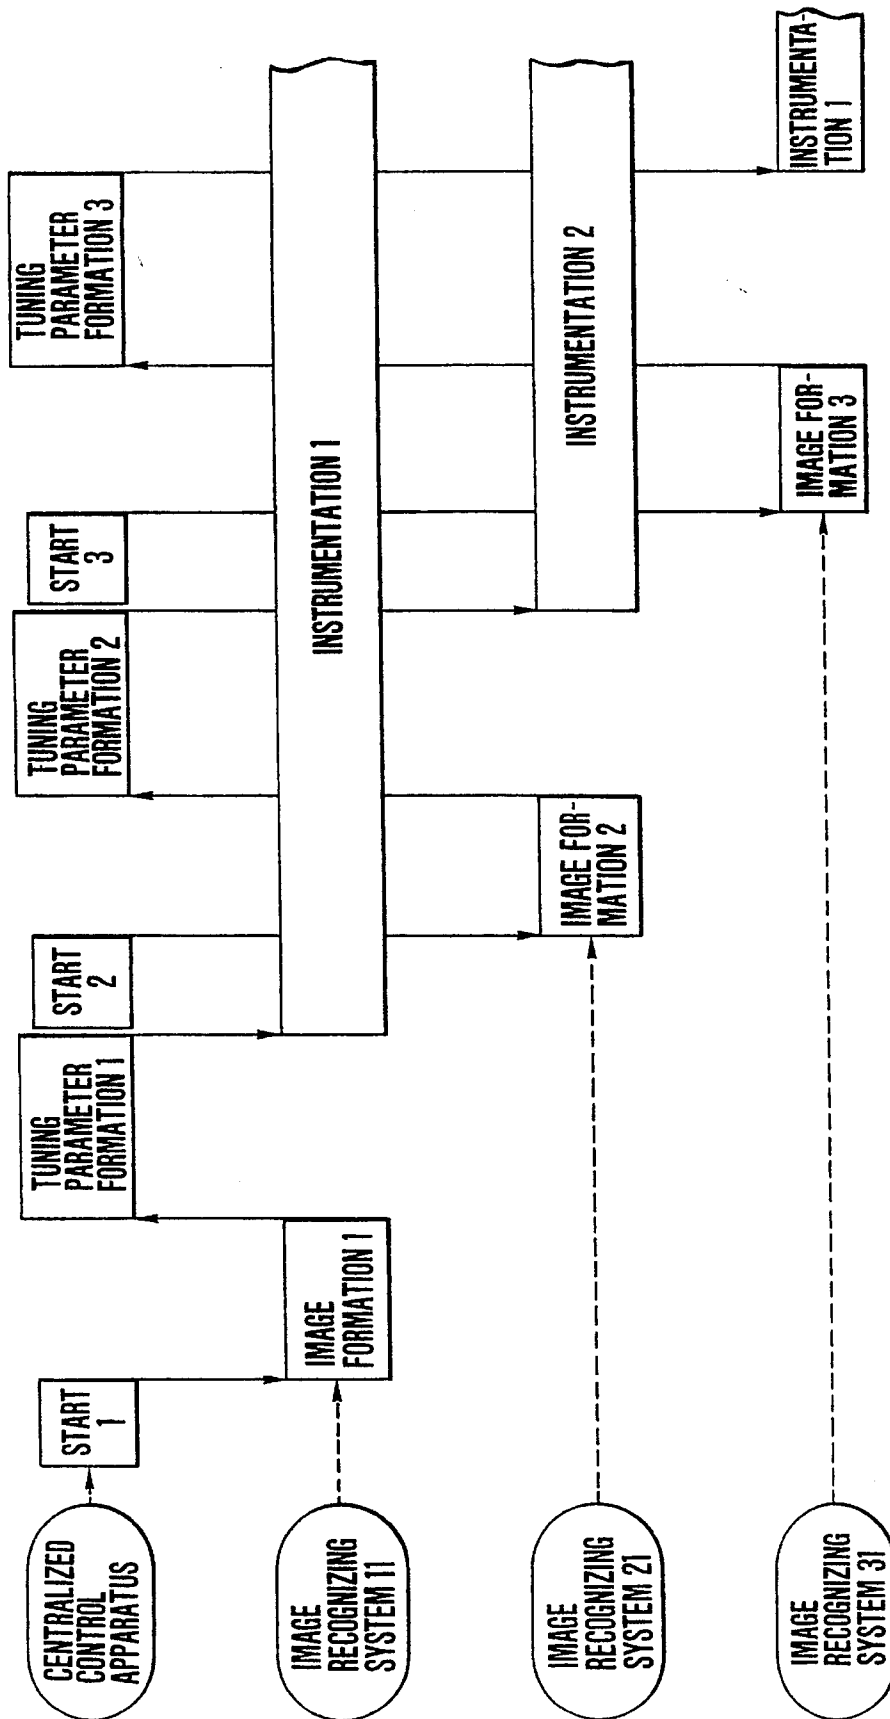 CENTRALIZED
CONTROL
APPARATUS
START
1
TUNING
PARAMETER
FORMATION 1
START
2
TUNING
PARAMETER
FORMATION 2
START
3
TUNING
PARAMETER
FORMATION 3
IMAGE
RECOGNIZING
SYSTEM 11
IMAGE
FORMATION 1
INSTRUMENTATION 1
IMAGE
RECOGNIZING
SYSTEM 21
IMAGE FOR-
MATION 2
INSTRUMENTATION 2
IMAGE
RECOGNIZING
SYSTEM 31
IMAGE FOR-
MATION 3
INSTRUMENTA-
TION 1